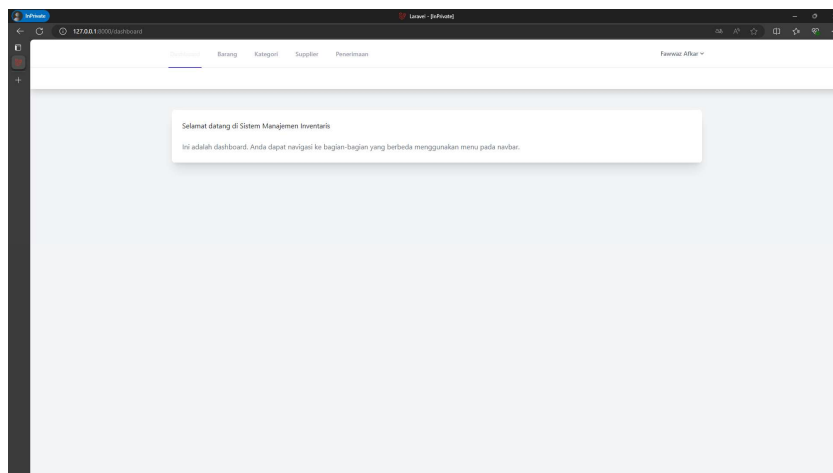 InPrivate
Laravel - [InPrivate]
127.0.0.1:8000/dashboard
Barang Kategori Supplier Penerimaan Fawwaz Afkar
Selamat datang di Sistem Manajemen Inventaris
Ini adalah dashboard. Anda dapat navigasi ke bagian-bagian yang berbeda menggunakan menu pada navbar.